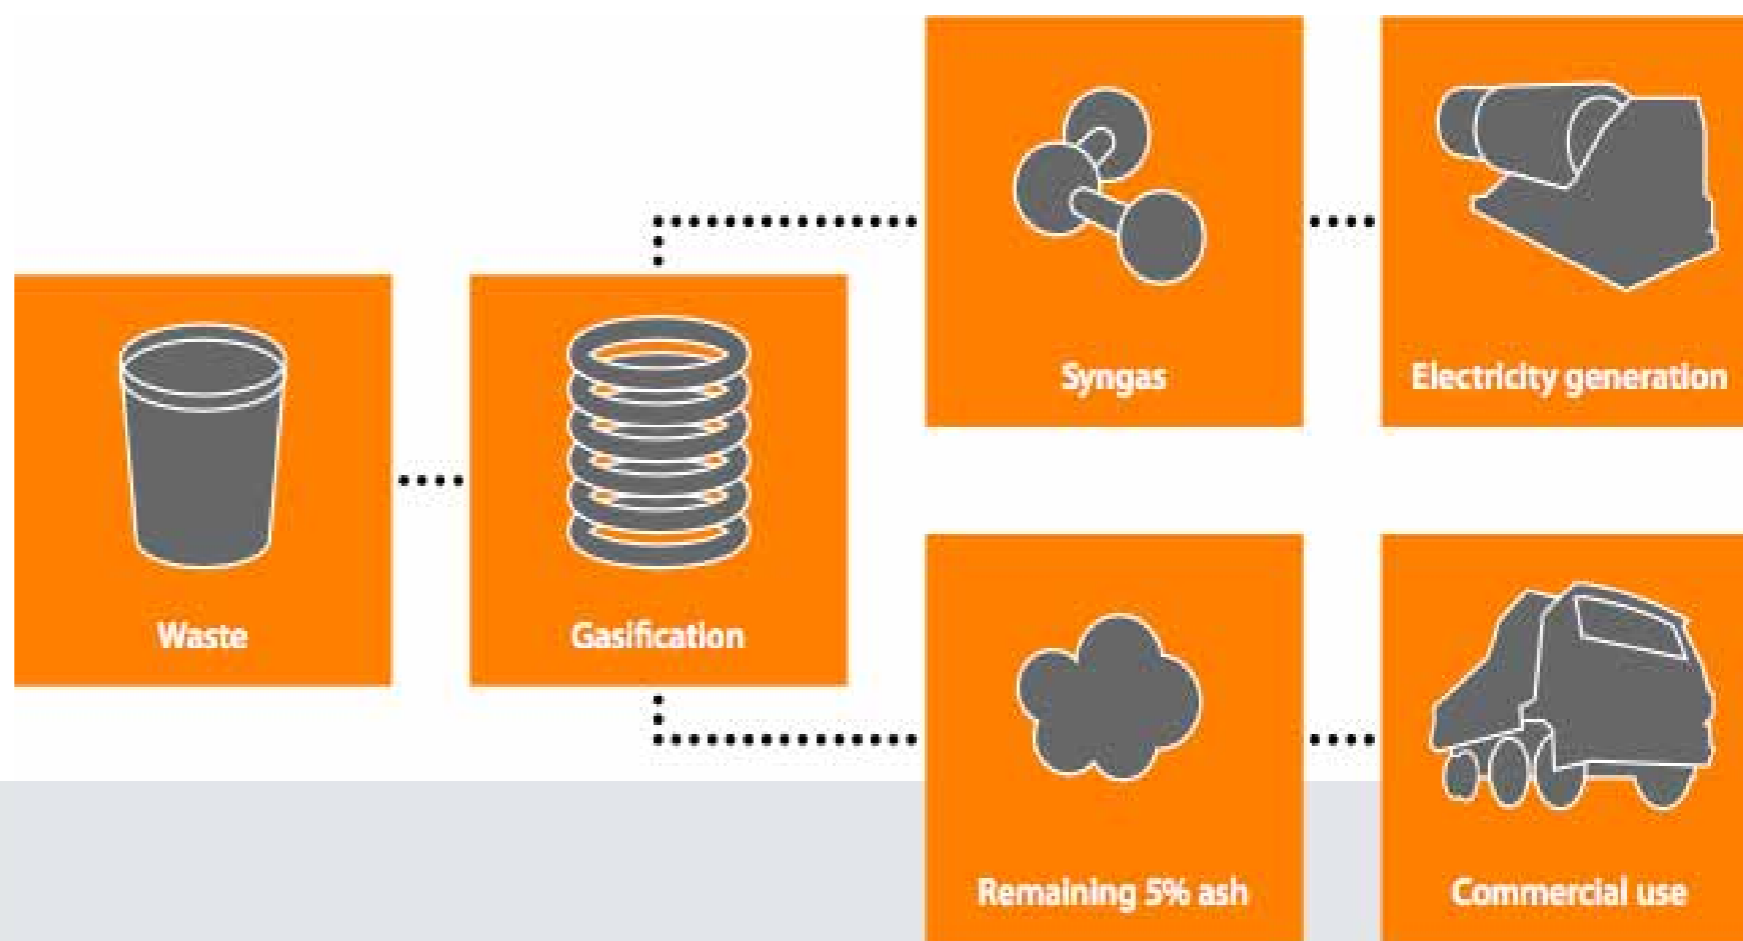 Syngas
Electricity generation
Waste
Gasification
Remaining 5% ash
Commercial use